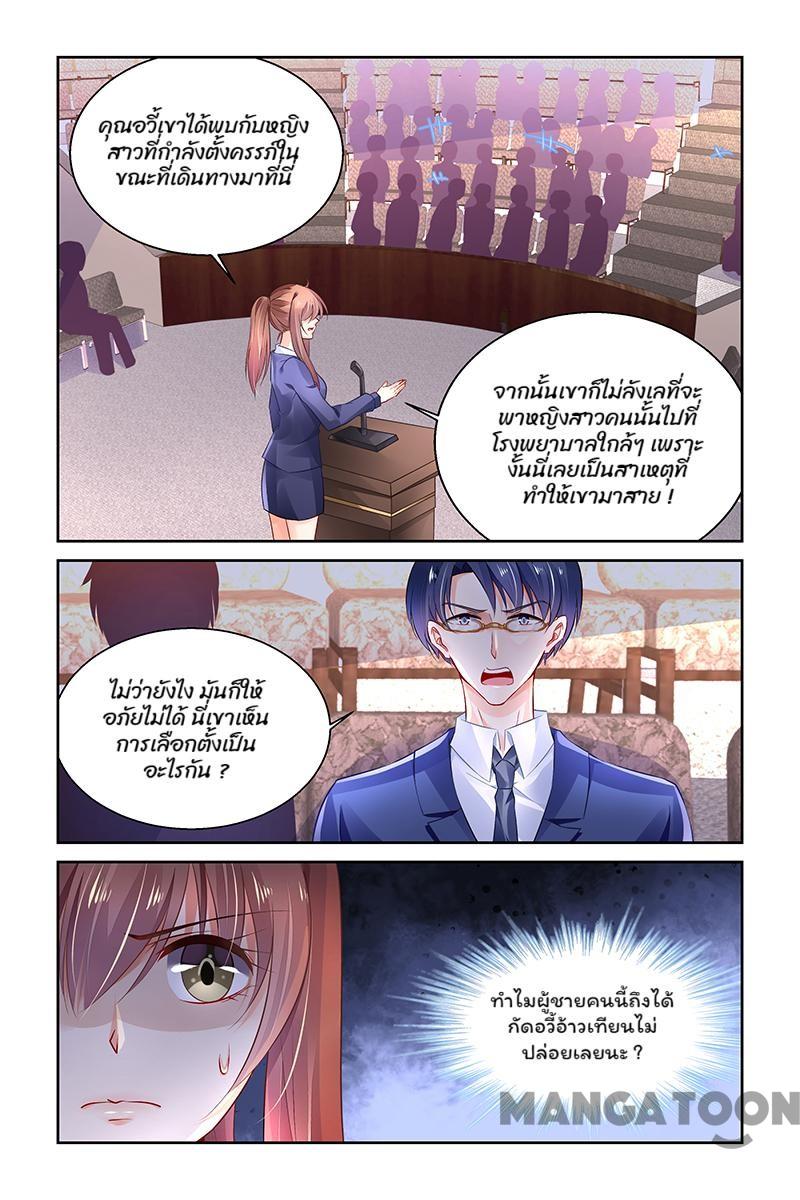 คุณอวี้เขาได้พบกับหญิง
สาวที่กำลังตั้งครรภ์ใน
ขณะที่เดินทางมาที่นี่
จากนั้นเขาก็ไม่ลังเลที่จะ
พาหญิงสาวคนนั้นไปที่
โรงพยาบาลใกล้ๆ เพราะ
งั้นนี่เลยเป็นสาเหตุที่
ทำให้เขามาสาย !
ไม่ว่ายังไง มันก็ให้
อภัยไม่ได้ นี่เขาเห็น
การเลือกตั้งเป็น
อะไรกัน ?
ทำไมผู้ชายคนนี้ถึงได้
กัดอวี้อ้าวเทียนไม่
ปล่อยเลยนะ ?
MANGATOON